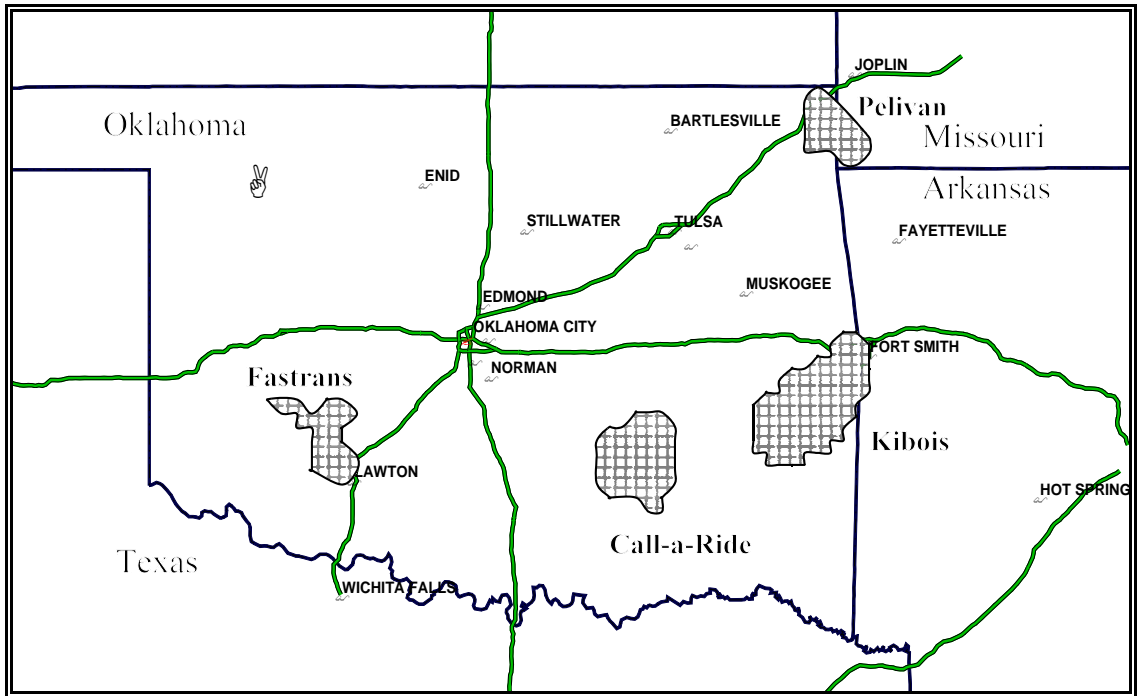 JOPLIN
Pelivan
BARTLESVILLE
Oklahoma
Missouri
ENID
Arkansas
STILLWATER
TULSA
FAYETTEVILLE
MUSKOGEE
EDMOND
OKLAHOMA CITY
FORT SMITH
NORMAN
Fastrans
Kibois
LAWTON
HOT SPRING
Call-a-Ride
Texas
WICHITA FALLS